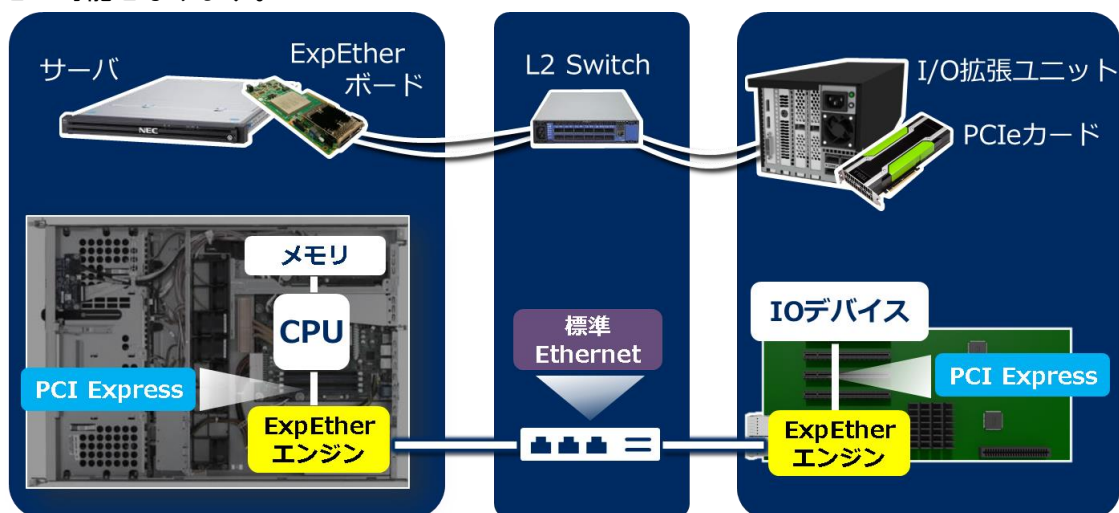 サーバ
ExpEther
ボード
NEC
L2 Switch
I/O拡張ユニット
PCIeカード
メモリ
CPU
PCI Express
ExpEther
エンジン
標準
Ethernet
IOデバイス
PCI Express
ExpEther
エンジン